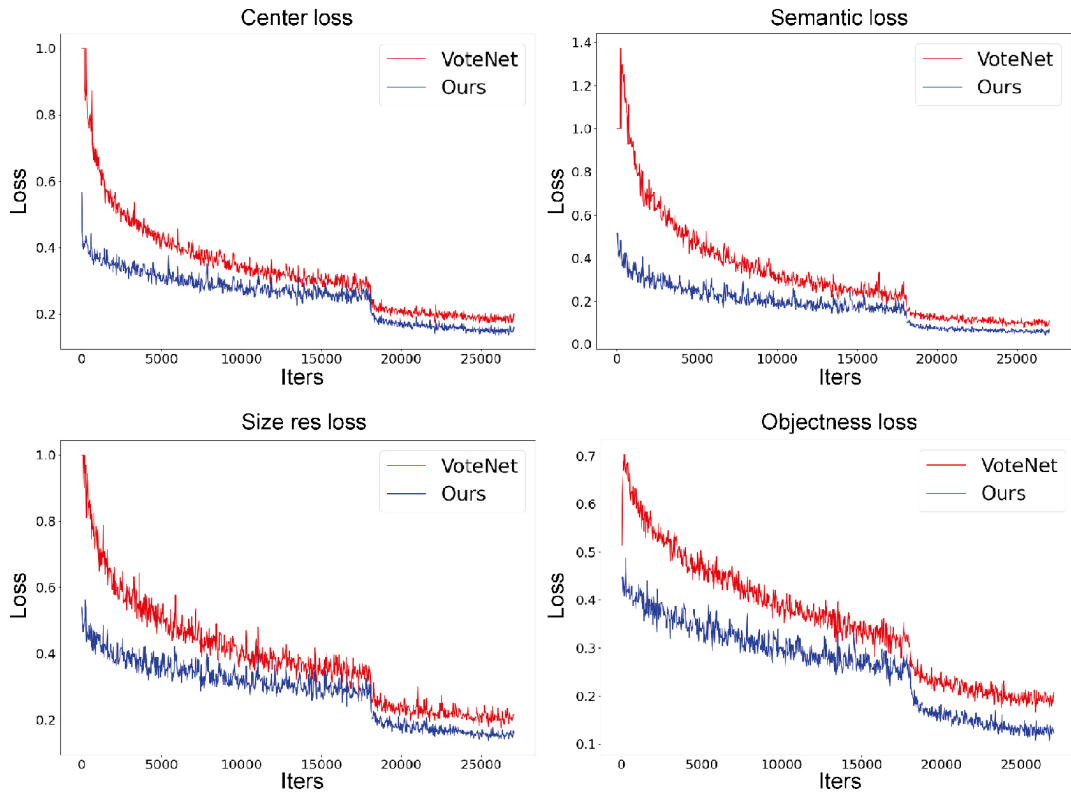 Center loss
1.0
0.8
0.6
0.4
0.2
Loss
VoteNet
Ours
0 5000 10000 15000 20000 25000
Iters
Semantic loss
1.4
1.2
1.0
0.8
0.6
0.4
0.2
0.0
Loss
VoteNet
Ours
0 5000 10000 15000 20000 25000
Iters
Size res loss
1.0
0.8
0.6
0.4
0.2
Loss
VoteNet
Ours
0 5000 10000 15000 20000 25000
Iters
Objectness loss
0.7
0.6
0.5
0.4
0.3
0.2
0.1
Loss
VoteNet
Ours
0 5000 10000 15000 20000 25000
Iters